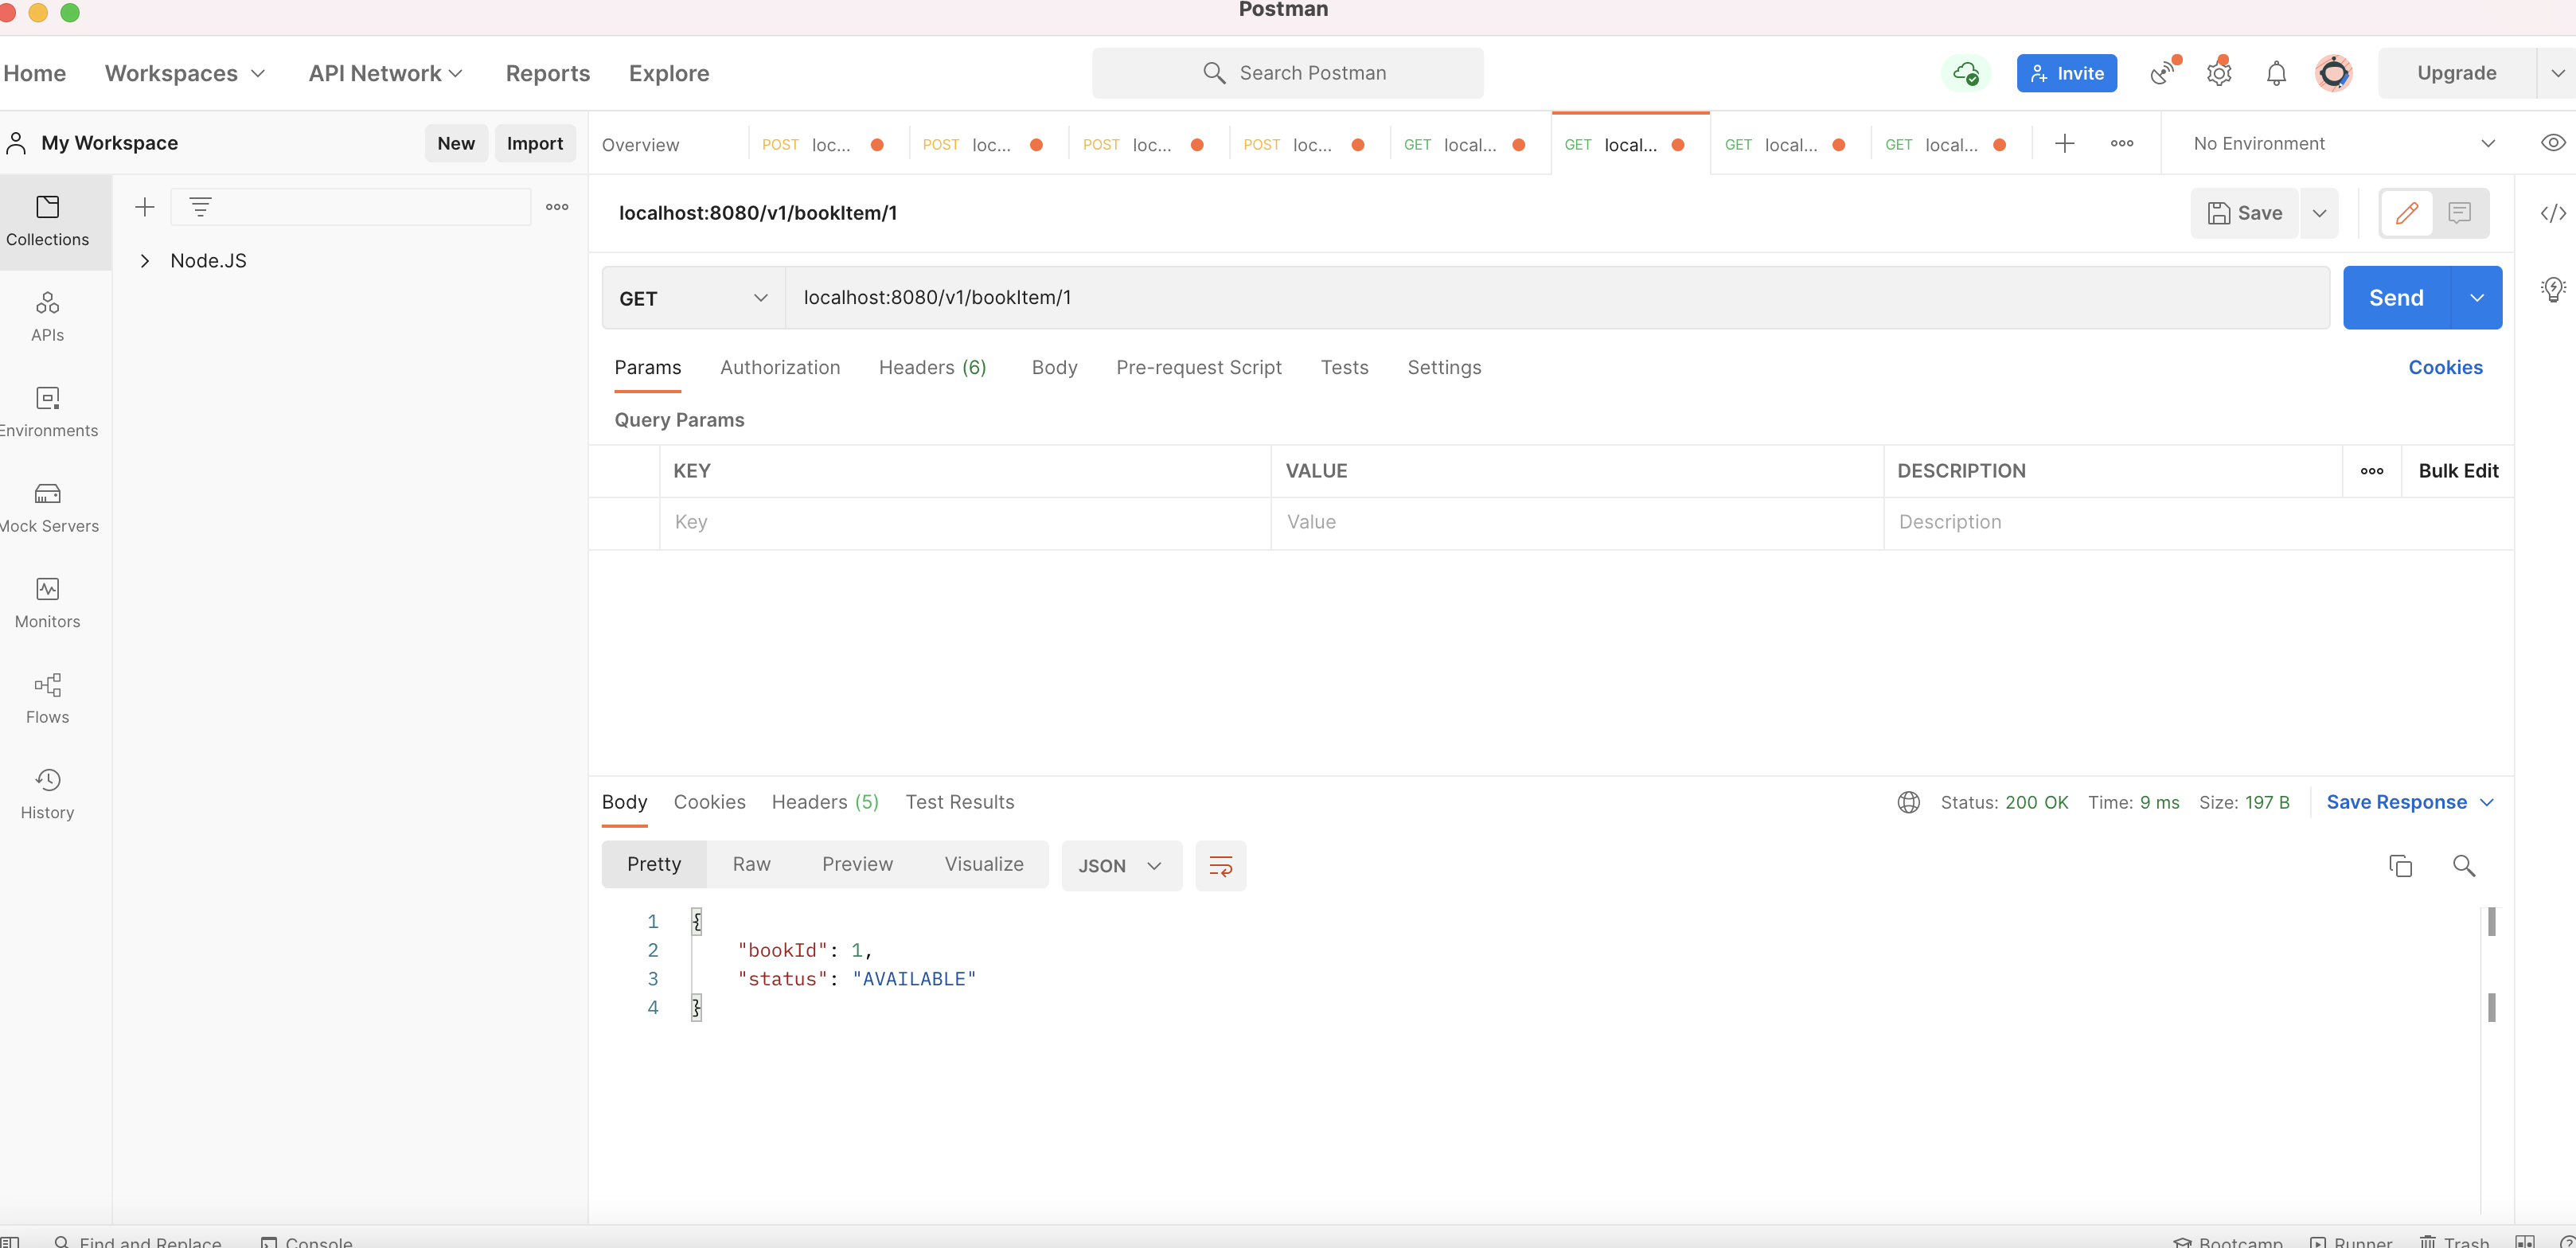 Postman
Home Workspaces API Network Reports Explore Search Postman Invite Upgrade
My Workspace New Import Overview POST loc... POST loc... POST loc... POST loc... GET local... GET local... GET local... GET local... No Environment
Collections
Node.JS
APIs
Environments
Mock Servers
Monitors
Flows
History
localhost:8080/v1/bookItem/1 Save
GET localhost:8080/v1/bookItem/1 Send
Params Authorization Headers (6) Body Pre-request Script Tests Settings Cookies
Query Params
KEY VALUE DESCRIPTION Bulk Edit
Key Value Description
Body Cookies Headers (5) Test Results Status: 200 OK Time: 9 ms Size: 197 B Save Response
Pretty Raw Preview Visualize JSON
1 {
2 "bookId": 1,
3 "status": "AVAILABLE"
4 }
Find and Replace Console Bootcamp Runner Trash